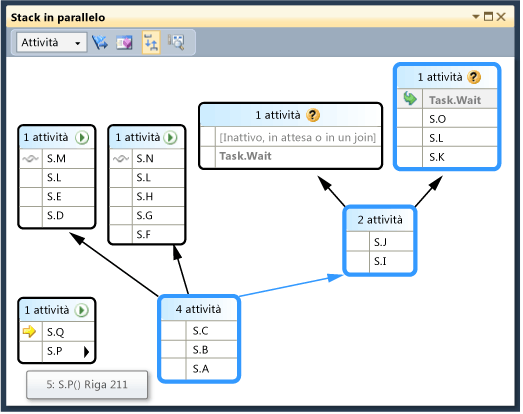 Stack in parallelo
Attività
1 attività
Task.Wait
S.O
S.L
S.K
1 attività
[Inattivo, in attesa o in un join]
Task.Wait
1 attività
S.M
S.L
S.E
S.D
1 attività
S.N
S.L
S.H
S.G
S.F
2 attività
S.J
S.I
4 attività
S.C
S.B
S.A
1 attività
S.Q
S.P
5: S.P() Riga 211